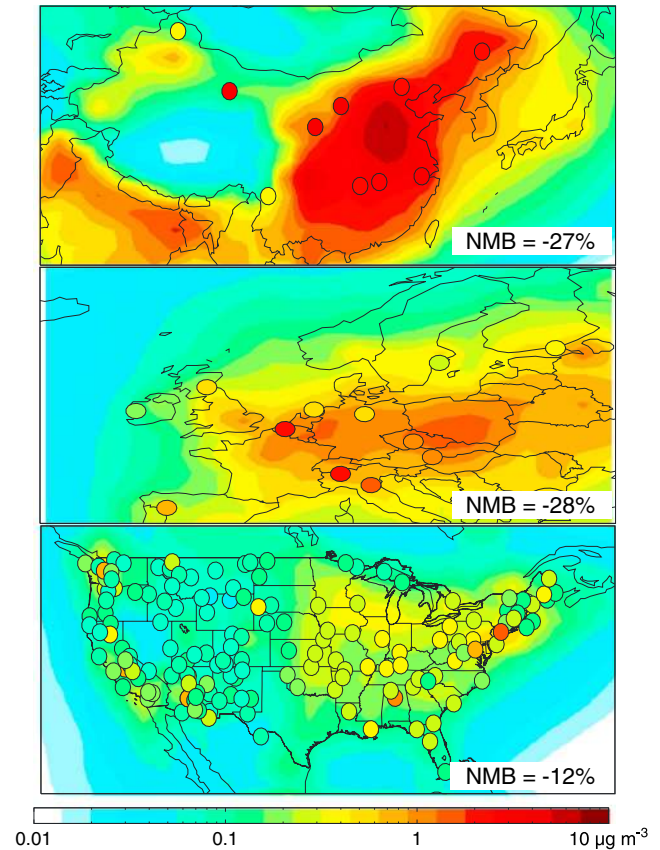 NMB = -27%
NMB = -28%
NMB = -12%
0.01 0.1 1 10 µg m⁻³